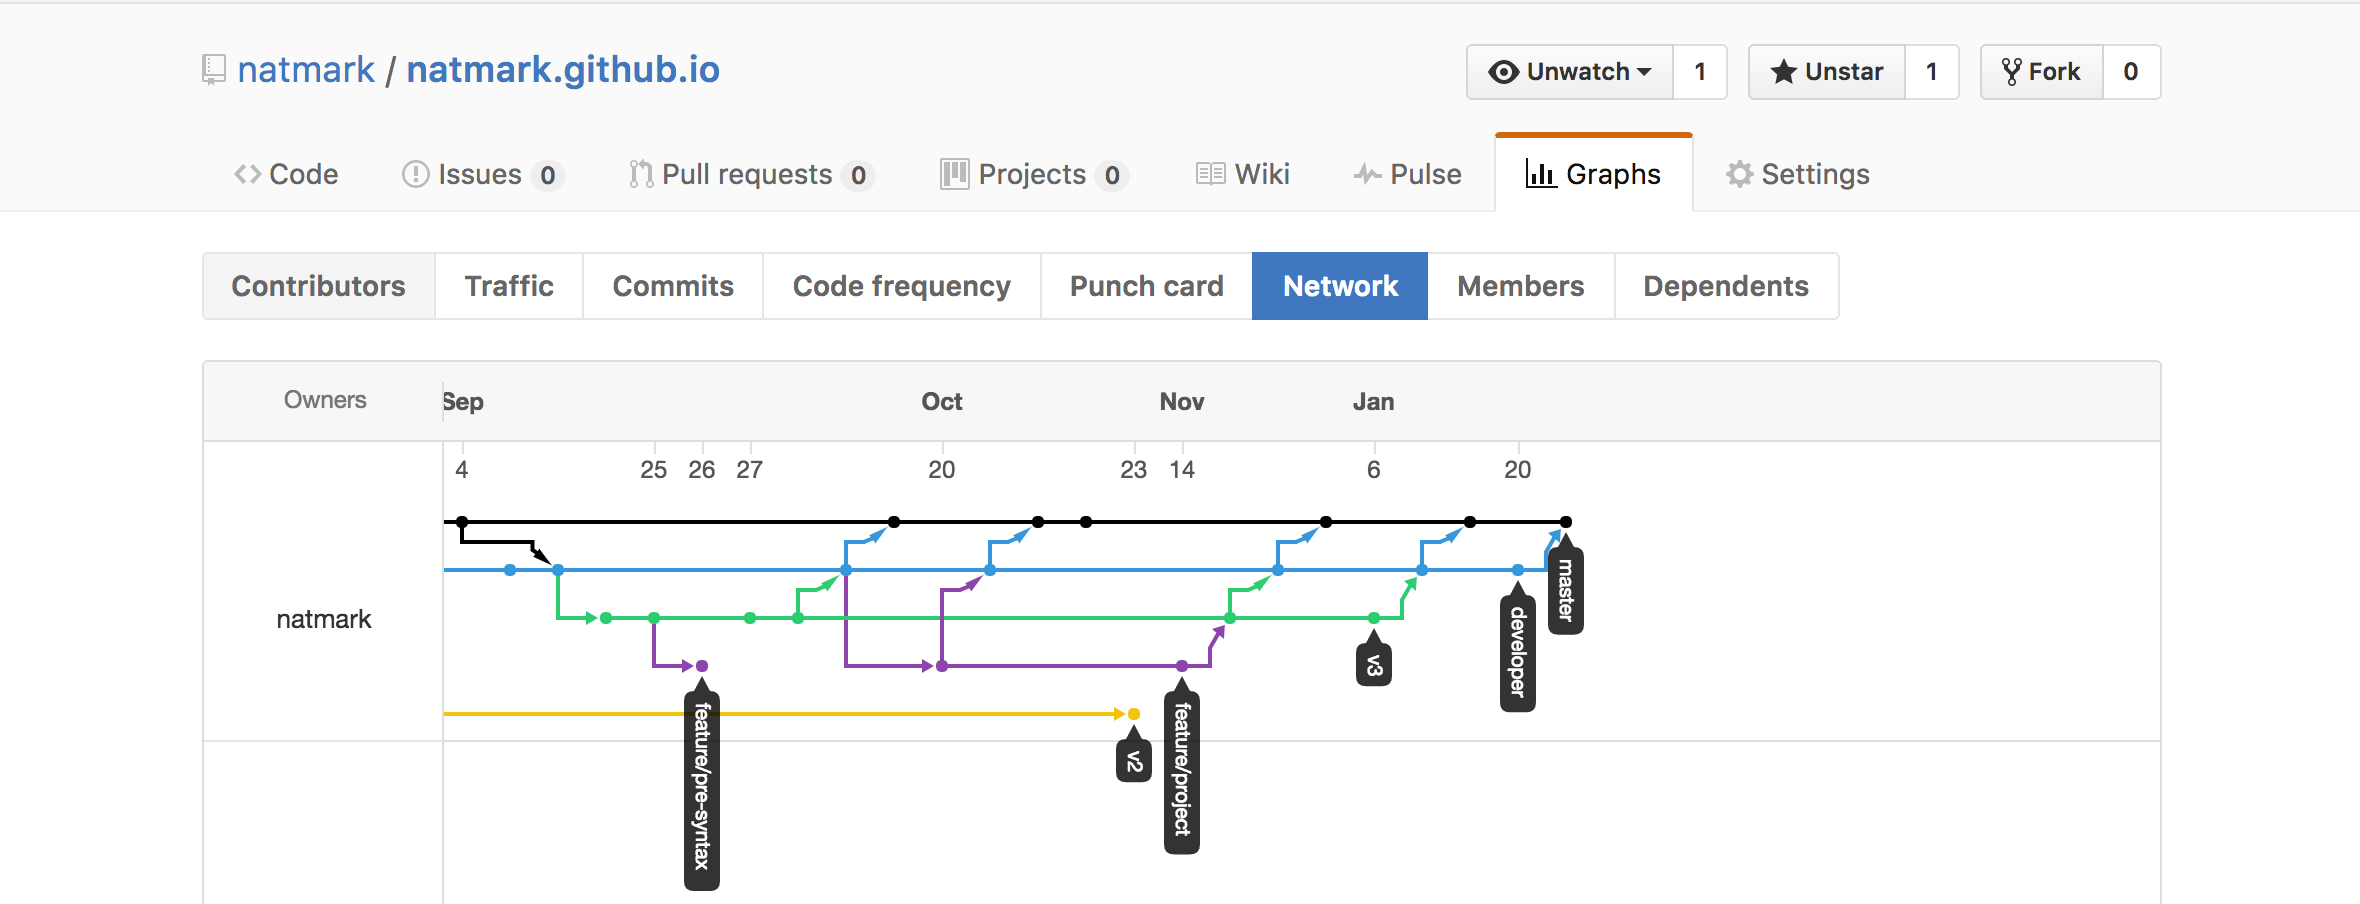 natmark / natmark.github.io
Unwatch 1
Unstar 1
Fork 0
Code
Issues 0
Pull requests 0
Projects 0
Wiki
Pulse
Graphs
Settings
Contributors
Traffic
Commits
Code frequency
Punch card
Network
Members
Dependents
Owners
Sep
Oct
Nov
Jan
4
25
26
27
20
23
14
6
20
natmark
master
developer
v3
feature/pre-syntax
feature/project
v2